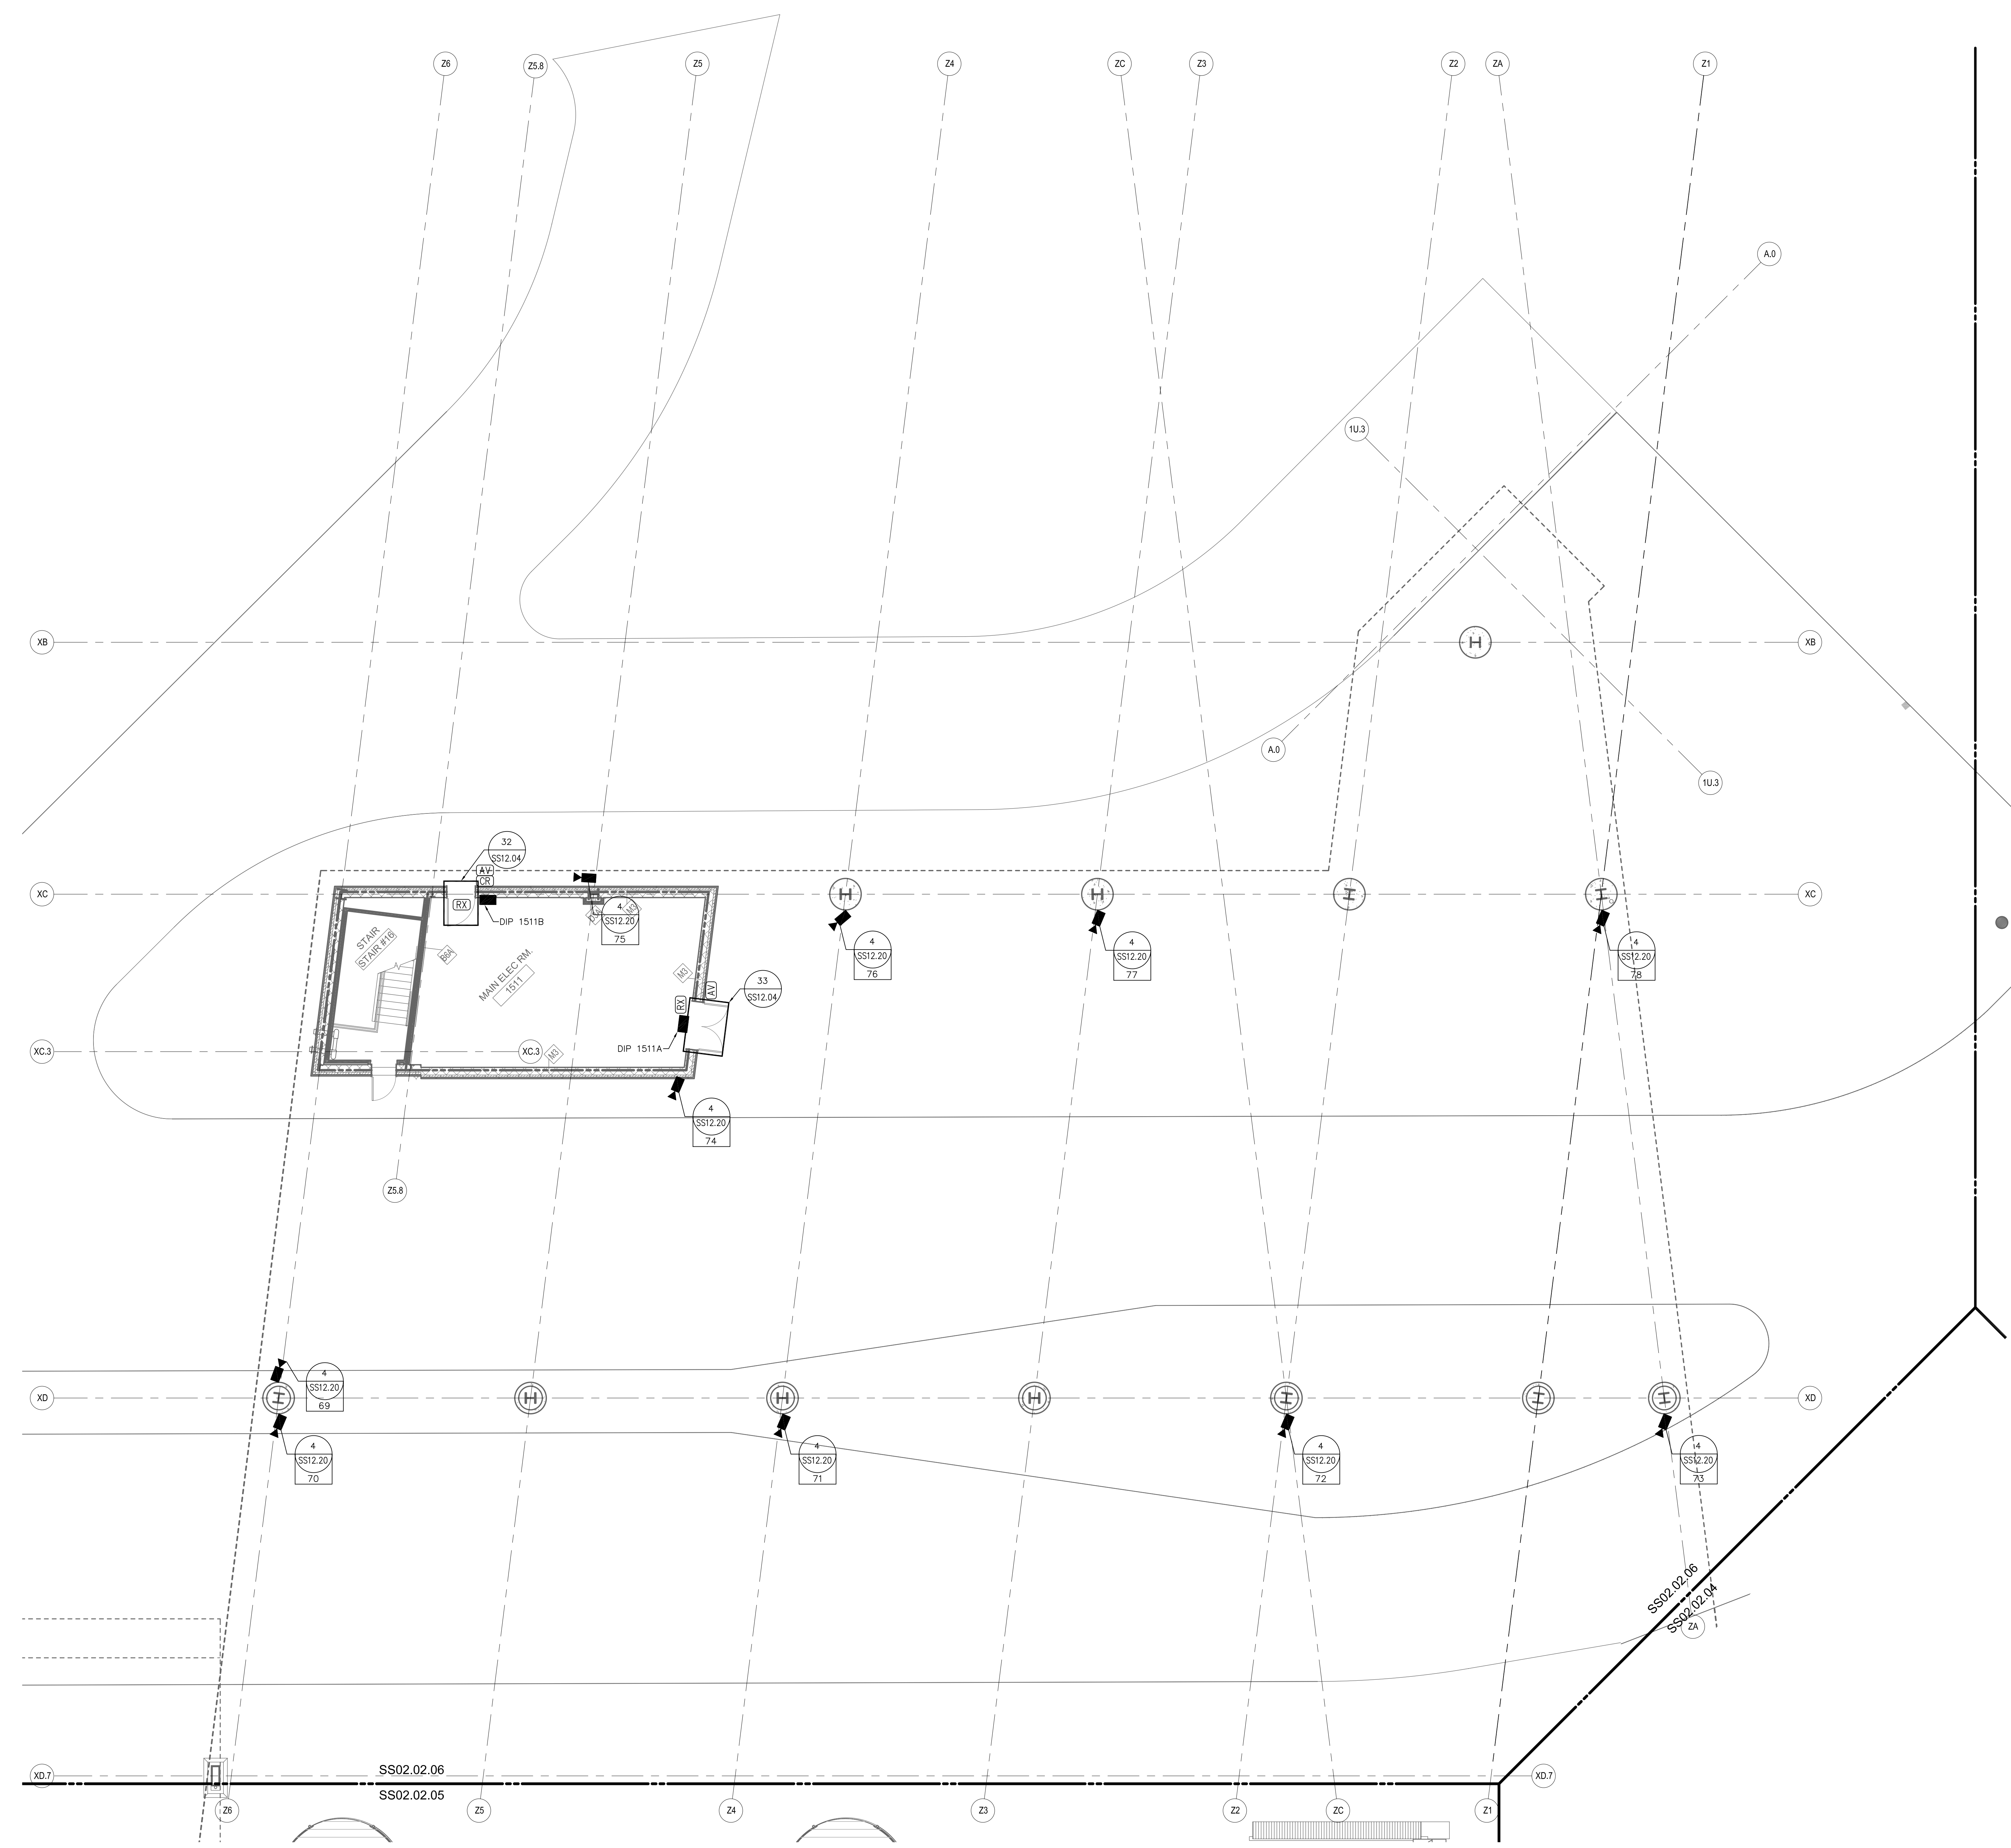 Z6
Z5.8
Z5
Z4
ZC
Z3
Z2
ZA
Z1
A.0
1U.3
XB
XB
A.0
1U.3
32
SS12.04
AV
CR
RX
DIP 1511B
XC
XC
4
SS12.20
75
M3
STAIR
STAIR #16
B6A
MAIN ELEC RM.
1511
M3
4
SS12.20
76
4
SS12.20
77
4
SS12.20
78
33
SS12.04
AV
RX
DIP 1511A
XC.3
XC.3
M3
4
SS12.20
74
Z5.8
4
SS12.20
69
XD
XD
4
SS12.20
70
4
SS12.20
71
4
SS12.20
72
4
SS12.20
73
SS02.02.06
SS02.02.04
ZA
XD.7
SS02.02.06
SS02.02.05
XD.7
Z6
Z5
Z4
Z3
Z2
ZC
Z1